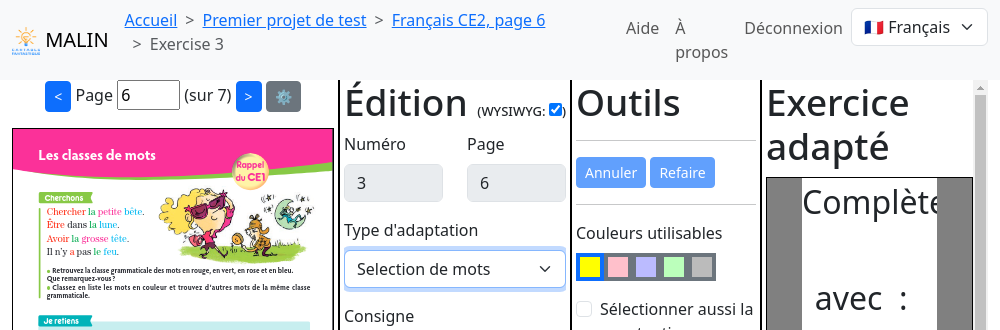 Accueil > Premier projet de test > Français CE2, page 6
> Exercise 3
MALIN
Aide
À propos
Déconnexion
Français
< Page 6 (sur 7) >
Les classes de mots
Rappel
du CE1
Cherchons
Chercher la petite bête.
Être dans la lune.
Avoir la grosse tête.
Il n'y a pas le feu.
• Retrouvez la classe grammaticale des mots en rouge, en vert, en rose et en bleu.
Que remarquez-vous ?
• Classez en liste les mots en couleur et trouvez d'autres mots de la même classe
grammaticale.
Je retiens
Édition (WYSIWYG: )
Numéro
Page
3
6
Type d'adaptation
Selection de mots
Consigne
Outils
Annuler
Refaire
Couleurs utilisables
Sélectionner aussi la
Exercice
adapté
Complète
avec :